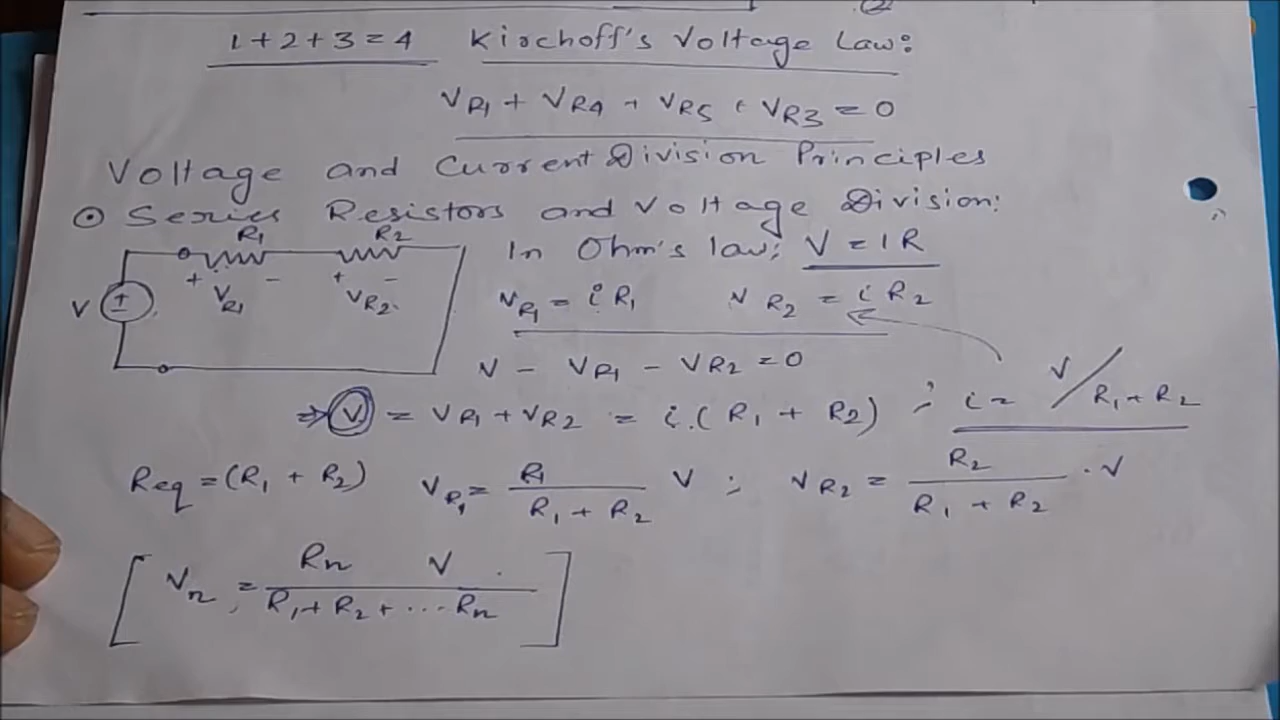 1+2+3=4 Kirchoff's Voltage Law:
VR1 + VR4 + VR5 + VR3 = 0
Voltage and Current Division Principles
⊙ Series Resistors and Voltage Division:
R1 R2
In Ohm's law; V = IR
V + VR1 - + VR2 -
VR1 = iR1 VR2 = iR2
V - VR1 - VR2 = 0
⇒ V = VR1 + VR2 = i.(R1 + R2) ; i = V/R1+R2
Req = (R1 + R2) VR1 = R1/R1+R2 V ; VR2 = R2/R1+R2 . V
[Vn = Rn V/R1+R2+...Rn]